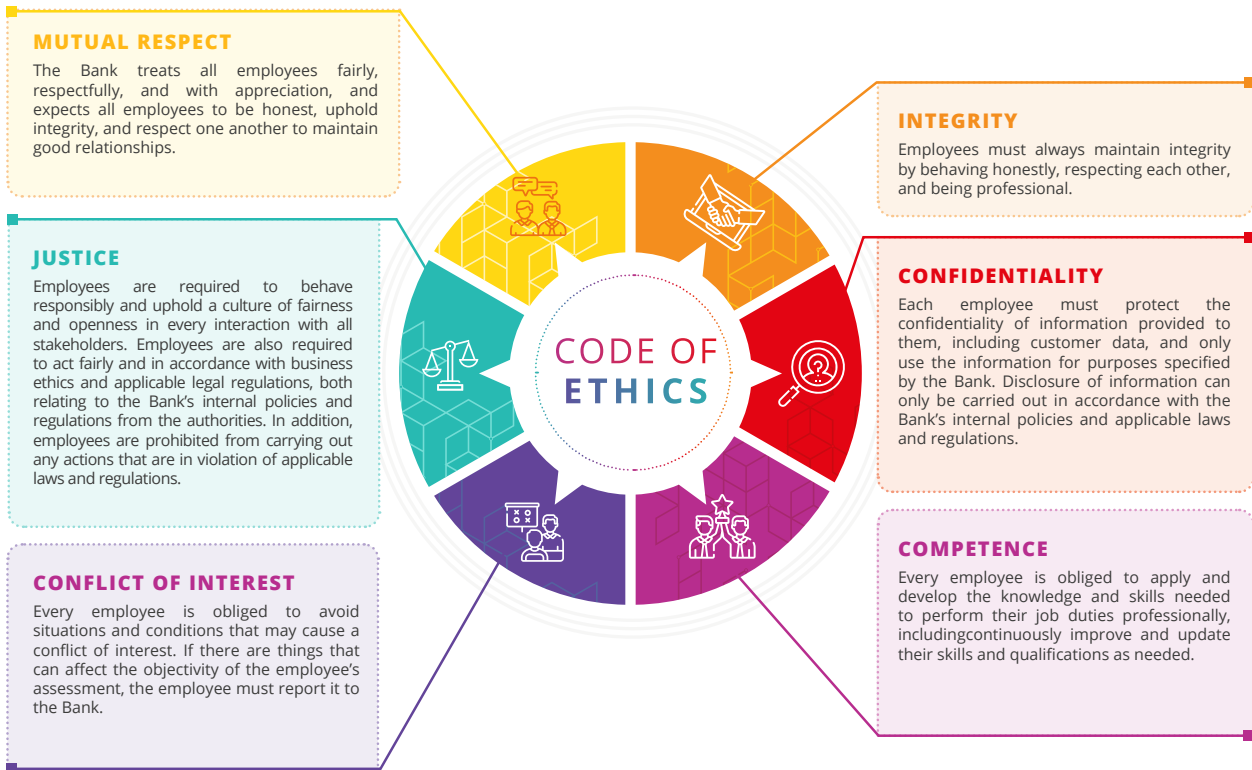 MUTUAL RESPECT
The Bank treats all employees fairly,
respectfully, and with appreciation, and
expects all employees to be honest, uphold
integrity, and respect one another to maintain
good relationships.
JUSTICE
Employees are required to behave
responsibly and uphold a culture of fairness
and openness in every interaction with all
stakeholders. Employees are also required
to act fairly and in accordance with business
ethics and applicable legal regulations, both
relating to the Bank’s internal policies and
regulations from the authorities. In addition,
employees are prohibited from carrying out
any actions that are in violation of applicable
laws and regulations.
CONFLICT OF INTEREST
Every employee is obliged to avoid
situations and conditions that may cause a
conflict of interest. If there are things that
can affect the objectivity of the employee’s
assessment, the employee must report it to
the Bank.
CODE OF
ETHICS
INTEGRITY
Employees must always maintain integrity
by behaving honestly, respecting each other,
and being professional.
CONFIDENTIALITY
Each employee must protect the
confidentiality of information provided to
them, including customer data, and only
use the information for purposes specified
by the Bank. Disclosure of information can
only be carried out in accordance with the
Bank’s internal policies and applicable laws
and regulations.
COMPETENCE
Every employee is obliged to apply and
develop the knowledge and skills needed
to perform their job duties professionally,
includingcontinuously improve and update
their skills and qualifications as needed.